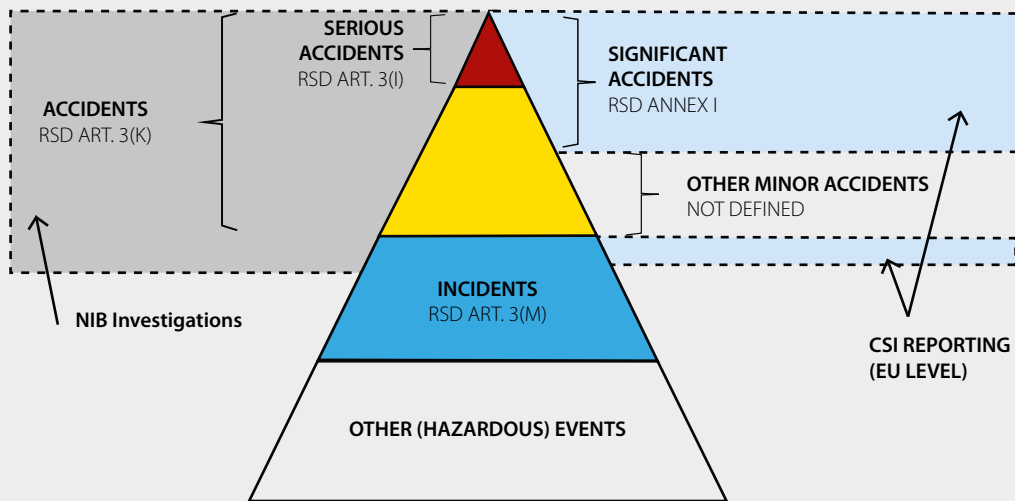 SERIOUS
ACCIDENTS
RSD ART. 3(I)
SIGNIFICANT
ACCIDENTS
RSD ANNEX I
ACCIDENTS
RSD ART. 3(K)
OTHER MINOR ACCIDENTS
NOT DEFINED
INCIDENTS
RSD ART. 3(M)
NIB Investigations
CSI REPORTING
(EU LEVEL)
OTHER (HAZARDOUS) EVENTS